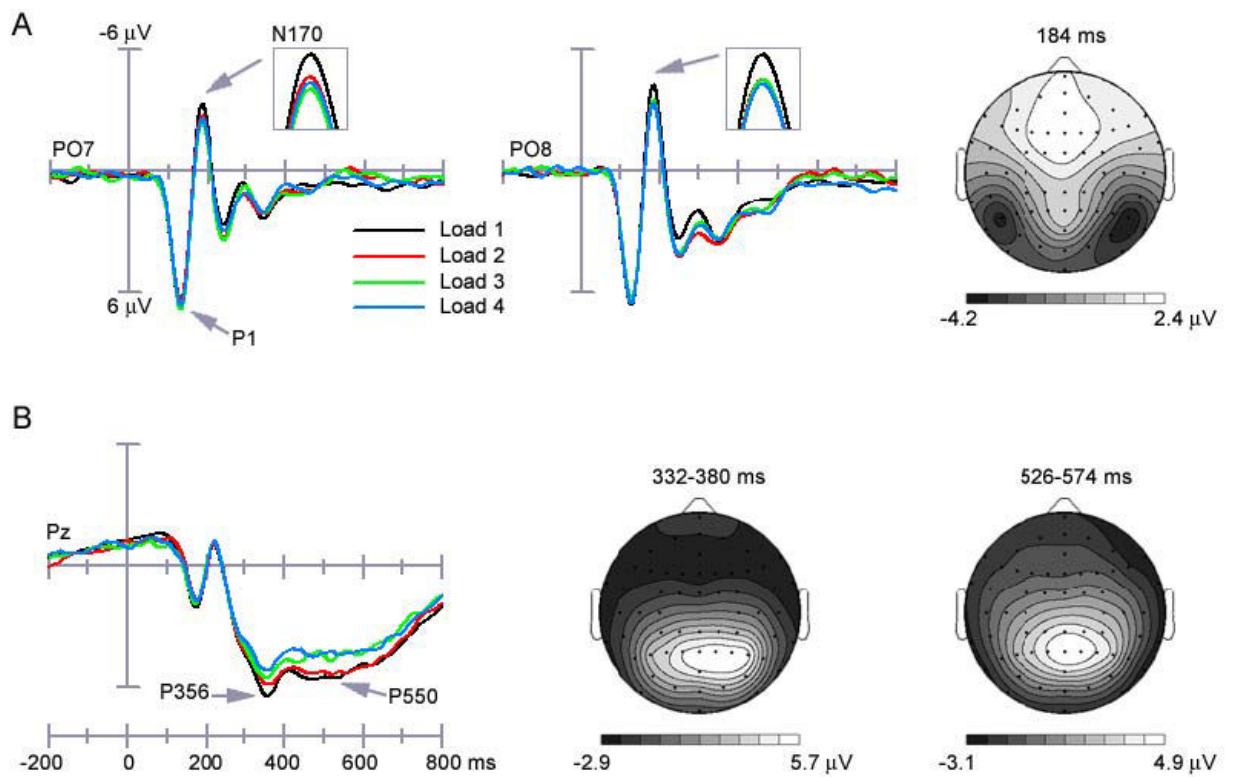 A
-6 µV
N170
184 ms
PO7
PO8
Load 1
Load 2
Load 3
Load 4
6 µV
P1
-4.2
2.4 µV
B
332-380 ms
526-574 ms
Pz
P356
P550
-200
0
200
400
600
800
ms
-2.9
5.7 µV
-3.1
4.9 µV